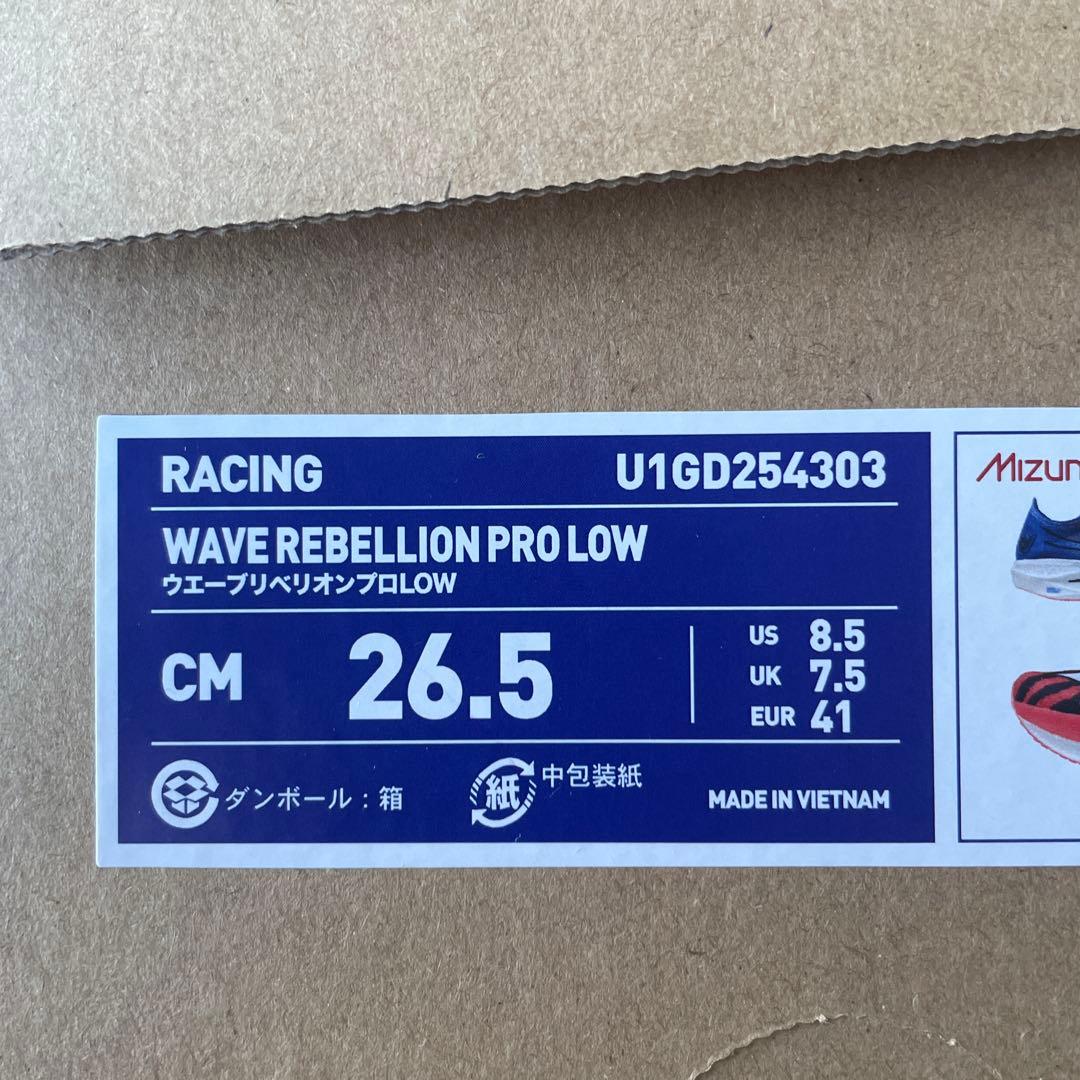 RACING
U1GD254303
WAVE REBELLION PRO LOW
ウエーブリベリオンプロLOW
CM 26.5
US 8.5
UK 7.5
EUR 41
ダンボール：箱
紙
中包装紙
MADE IN VIETNAM